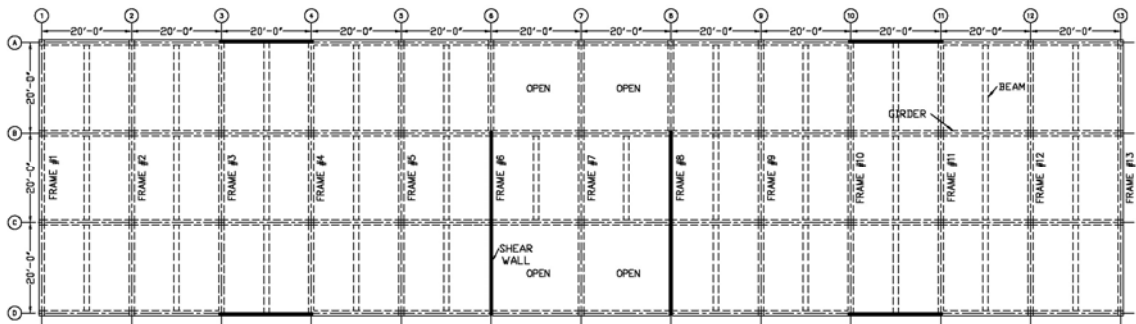 1 2 3 4 5 6 7 8 9 10 11 12 13
20'-0" 20'-0" 20'-0" 20'-0" 20'-0" 20'-0" 20'-0" 20'-0" 20'-0" 20'-0" 20'-0" 20'-0"
A
20'-0"
OPEN OPEN
BEAM
GIRDER
B
20'-0"
FRAME #1
FRAME #2
FRAME #3
FRAME #4
FRAME #5
FRAME #6
FRAME #7
FRAME #8
FRAME #9
FRAME #10
FRAME #11
FRAME #12
FRAME #13
C
20'-0"
SHEAR
WALL
OPEN OPEN
D